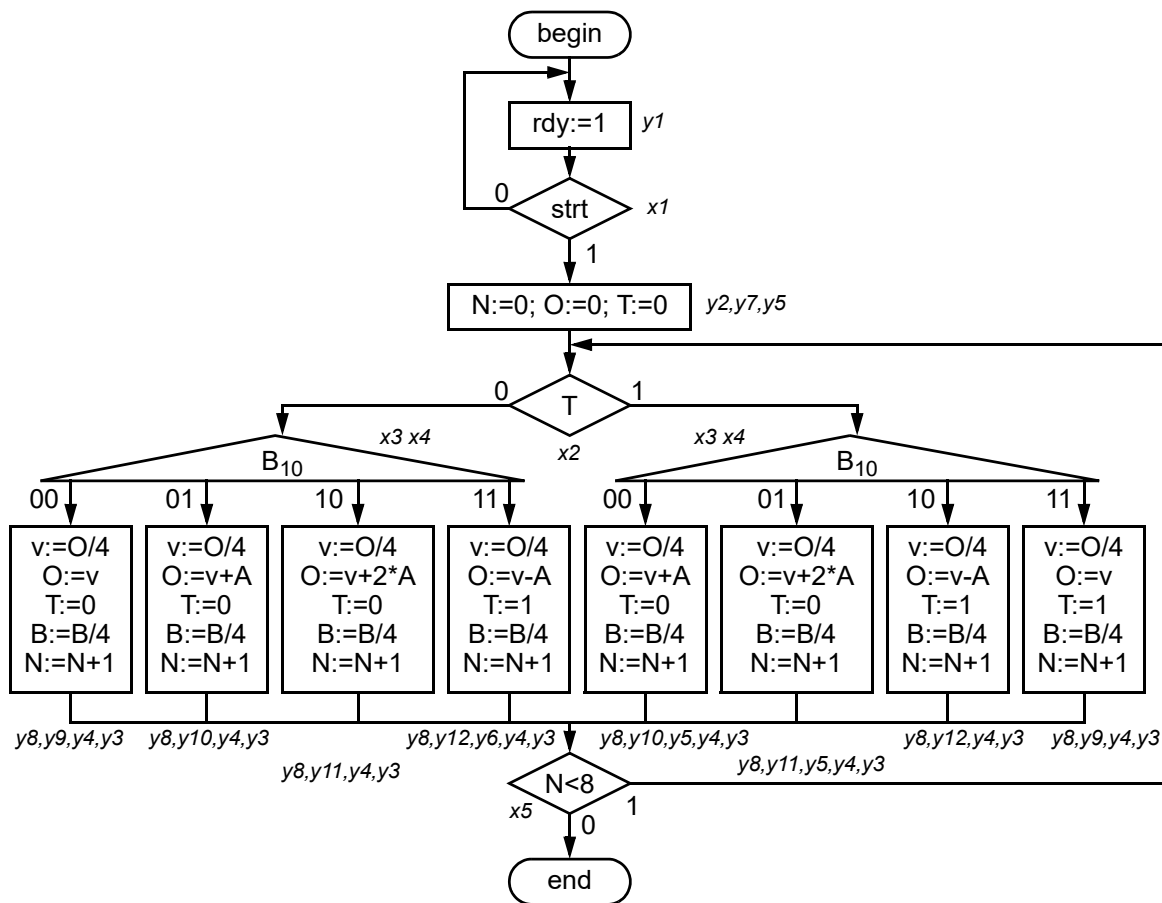 begin
rdy:=1
y1
0
strt
x1
1
N:=0; O:=0; T:=0
y2,y7,y5
0
T
1
x2
x3 x4
B10
x3 x4
B10
00
01
10
11
00
01
10
11
v:=O/4
O:=v
T:=0
B:=B/4
N:=N+1
v:=O/4
O:=v+A
T:=0
B:=B/4
N:=N+1
v:=O/4
O:=v+2*A
T:=0
B:=B/4
N:=N+1
v:=O/4
O:=v-A
T:=1
B:=B/4
N:=N+1
v:=O/4
O:=v+A
T:=0
B:=B/4
N:=N+1
v:=O/4
O:=v+2*A
T:=0
B:=B/4
N:=N+1
v:=O/4
O:=v-A
T:=1
B:=B/4
N:=N+1
v:=O/4
O:=v
T:=1
B:=B/4
N:=N+1
y8,y9,y4,y3
y8,y10,y4,y3
y8,y11,y4,y3
y8,y12,y6,y4,y3
y8,y10,y5,y4,y3
y8,y11,y5,y4,y3
y8,y12,y4,y3
y8,y9,y4,y3
N<8
x5
1
0
end